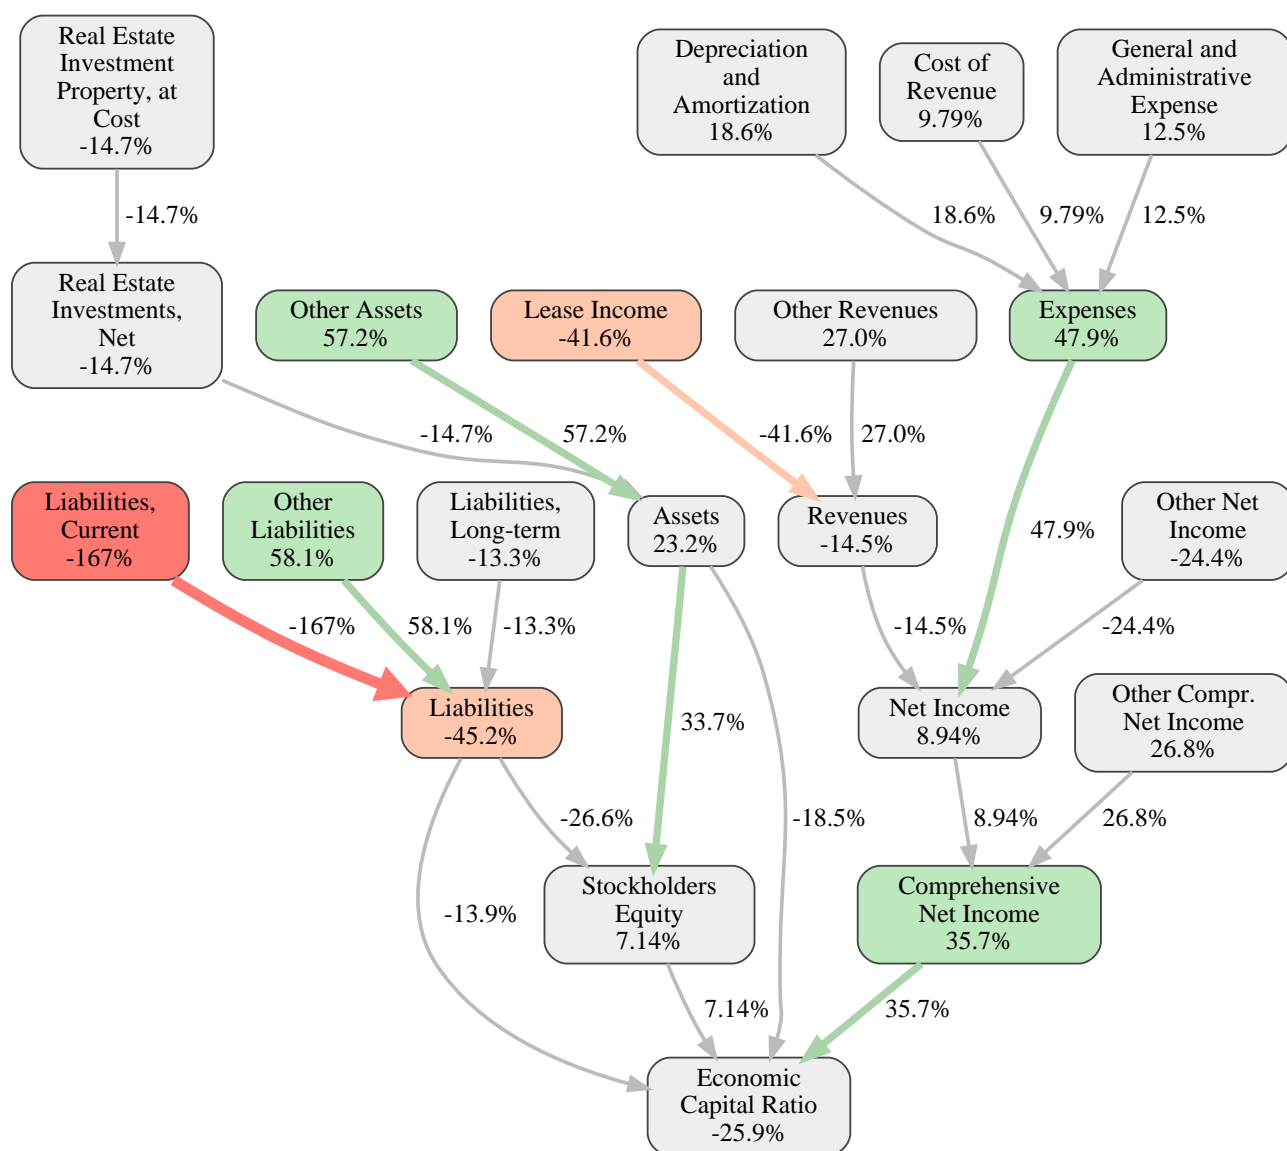 Real Estate
Investment
Property, at
Cost
-14.7%
Depreciation
and
Amortization
18.6%
Cost of
Revenue
9.79%
General and
Administrative
Expense
12.5%
-14.7%
18.6%
9.79%
12.5%
Real Estate
Investments,
Net
-14.7%
Other Assets
57.2%
Lease Income
-41.6%
Other Revenues
27.0%
Expenses
47.9%
-14.7%
57.2%
-41.6%
27.0%
47.9%
Liabilities,
Current
-167%
Other
Liabilities
58.1%
Liabilities,
Long-term
-13.3%
Assets
23.2%
Revenues
-14.5%
Other Net
Income
-24.4%
-167%
58.1%
-13.3%
33.7%
-14.5%
-24.4%
Liabilities
-45.2%
Net Income
8.94%
Other Compr.
Net Income
26.8%
-26.6%
-18.5%
8.94%
26.8%
-13.9%
Stockholders
Equity
7.14%
Comprehensive
Net Income
35.7%
7.14%
35.7%
Economic
Capital Ratio
-25.9%